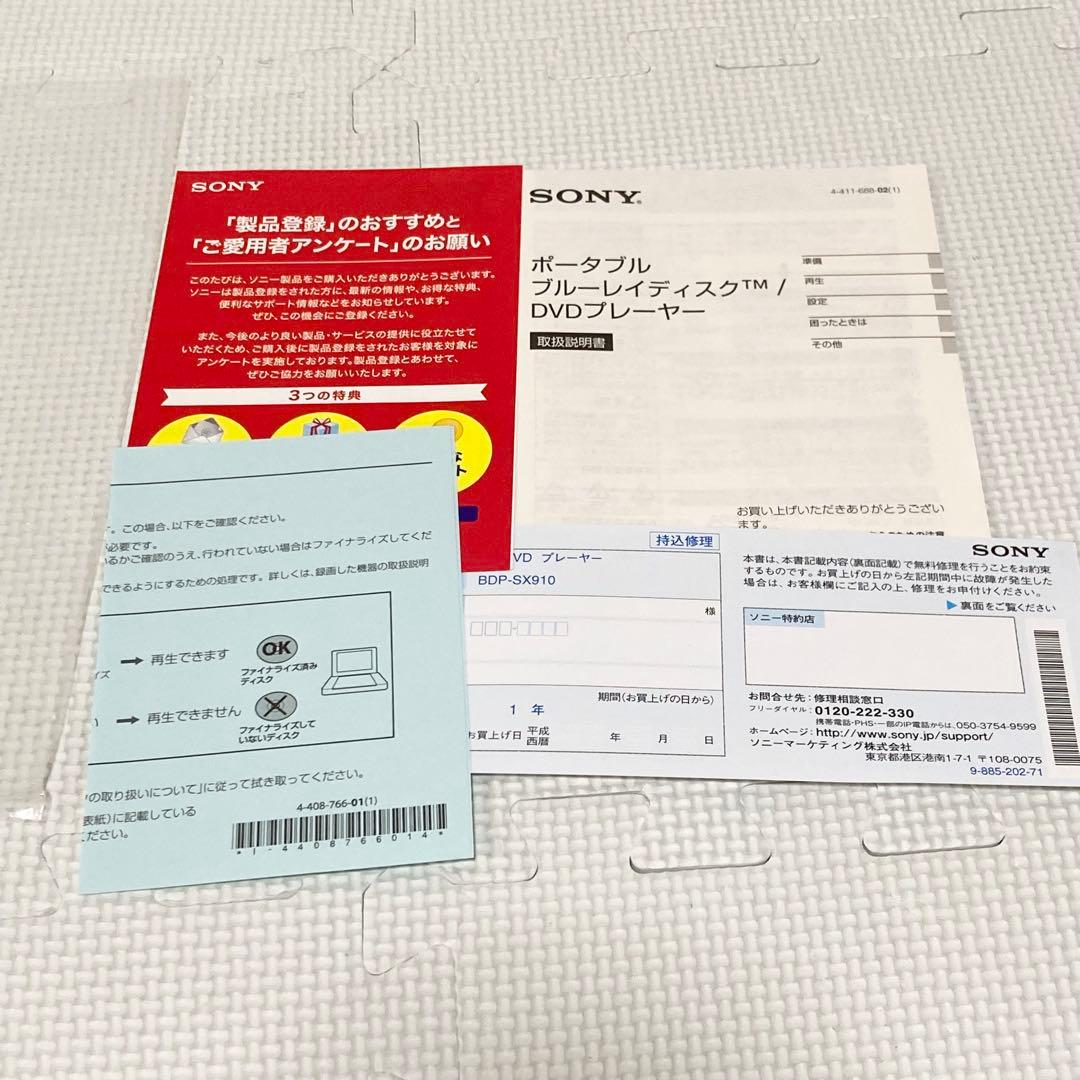 SONY
「製品登録」のおすすめと
「ご愛用者アンケート」のお願い
このたびは、ソニー製品をご購入いただきありがとうございます。
ソニーは製品登録をされた方に、最新の情報や、お得な特典、
便利なサポート情報などをお知らせしています。
ぜひ、この機会にご登録ください。
また、今後のより良い製品・サービスの提供に役立たせて
いただくため、ご購入後に製品登録をされたお客様を対象に
アンケートを実施しております。製品登録とあわせて、
ぜひご協力をお願いいたします。
3つの特典
な
ト
SONY®
4-411-688-02(1)
ポータブル
ブルーレイディスク™ /
DVDプレーヤー
取扱説明書
準備
再生
設定
困ったときは
その他
お買い上げいただきありがとうござい
ます。
のための注意
す。この場合、以下をご確認ください。
必要です。
いるかご確認のうえ、行われていない場合はファイナライズしてくだ
できるようにするための処理です。詳しくは、録画した機器の取扱説明
イズ
再生できます
OK
ファイナライズ済み
ディスク
い
再生できません
ファイナライズして
いないディスク
クの取り扱いについて」に従って拭き取ってください。
表紙)に記載している
ください。
4-408-766-01(1)
*I-440876601４*
持込修理
VD プレーヤー
BDP-SX910
様
期間(お買上げの日から)
1 年
お買上げ日 平成
西暦
年 月 日
SONY
本書は、本書記載内容(裏面記載)で無料修理を行うことをお約束
するものです。お買上げの日から左記期間中に故障が発生した
場合は、お客様欄にご記入の上、修理をお申付けください。
▶裏面をご覧ください
ソニー特約店
お問合せ先:修理相談窓口
フリーダイヤル:0120-222-330
携帯電話・PHS・一部のIP電話からは、050-3754-9599
ホームページ:http://www.sony.jp/support/
ソニーマーケティング株式会社
東京都港区港南1-7-1 〒108-0075
9-885-202-71